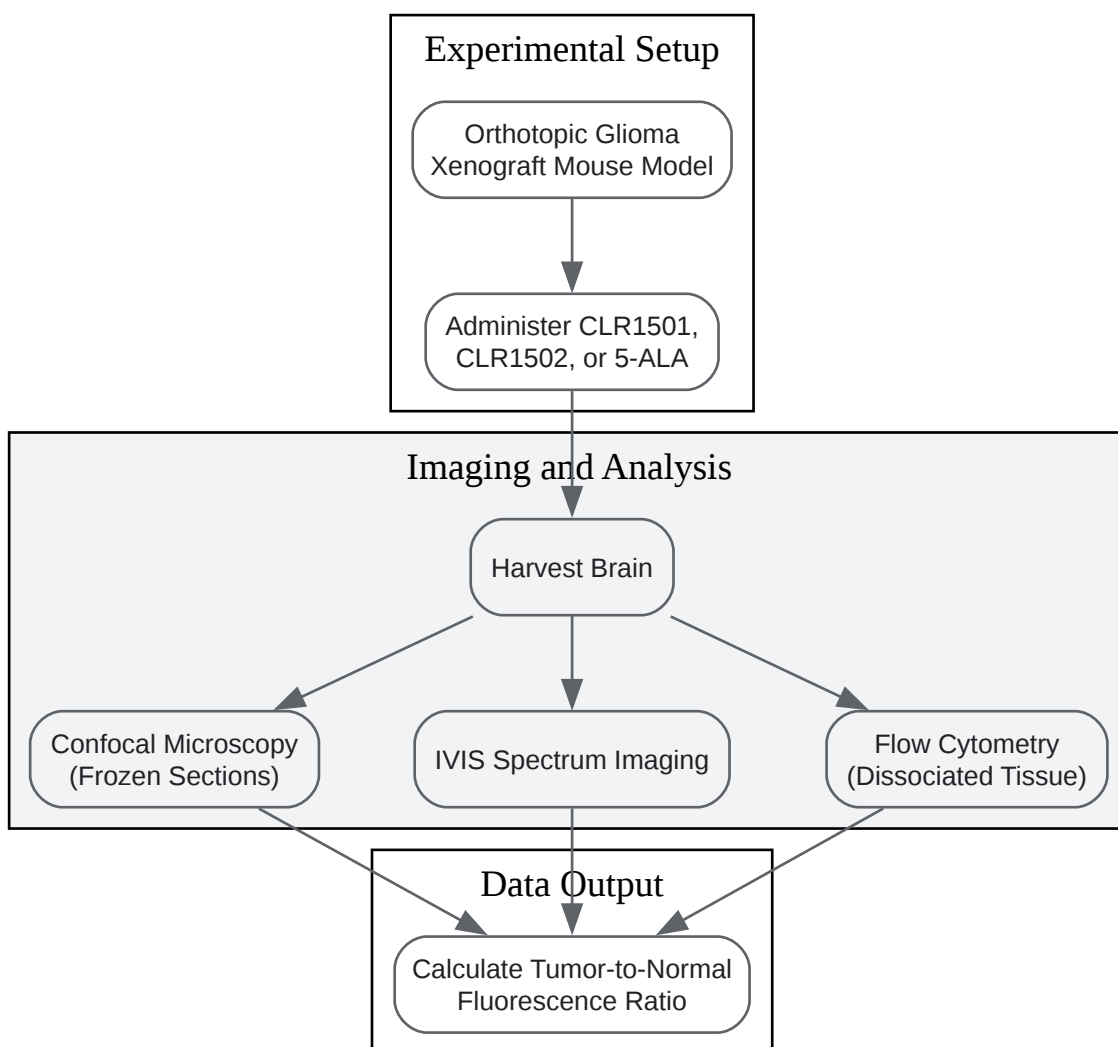 Experimental Setup
Orthotopic Glioma
Xenograft Mouse Model
Administer CLR1501,
CLR1502, or 5-ALA
Imaging and Analysis
Harvest Brain
Confocal Microscopy
(Frozen Sections)
IVIS Spectrum Imaging
Flow Cytometry
(Dissociated Tissue)
Data Output
Calculate Tumor-to-Normal
Fluorescence Ratio